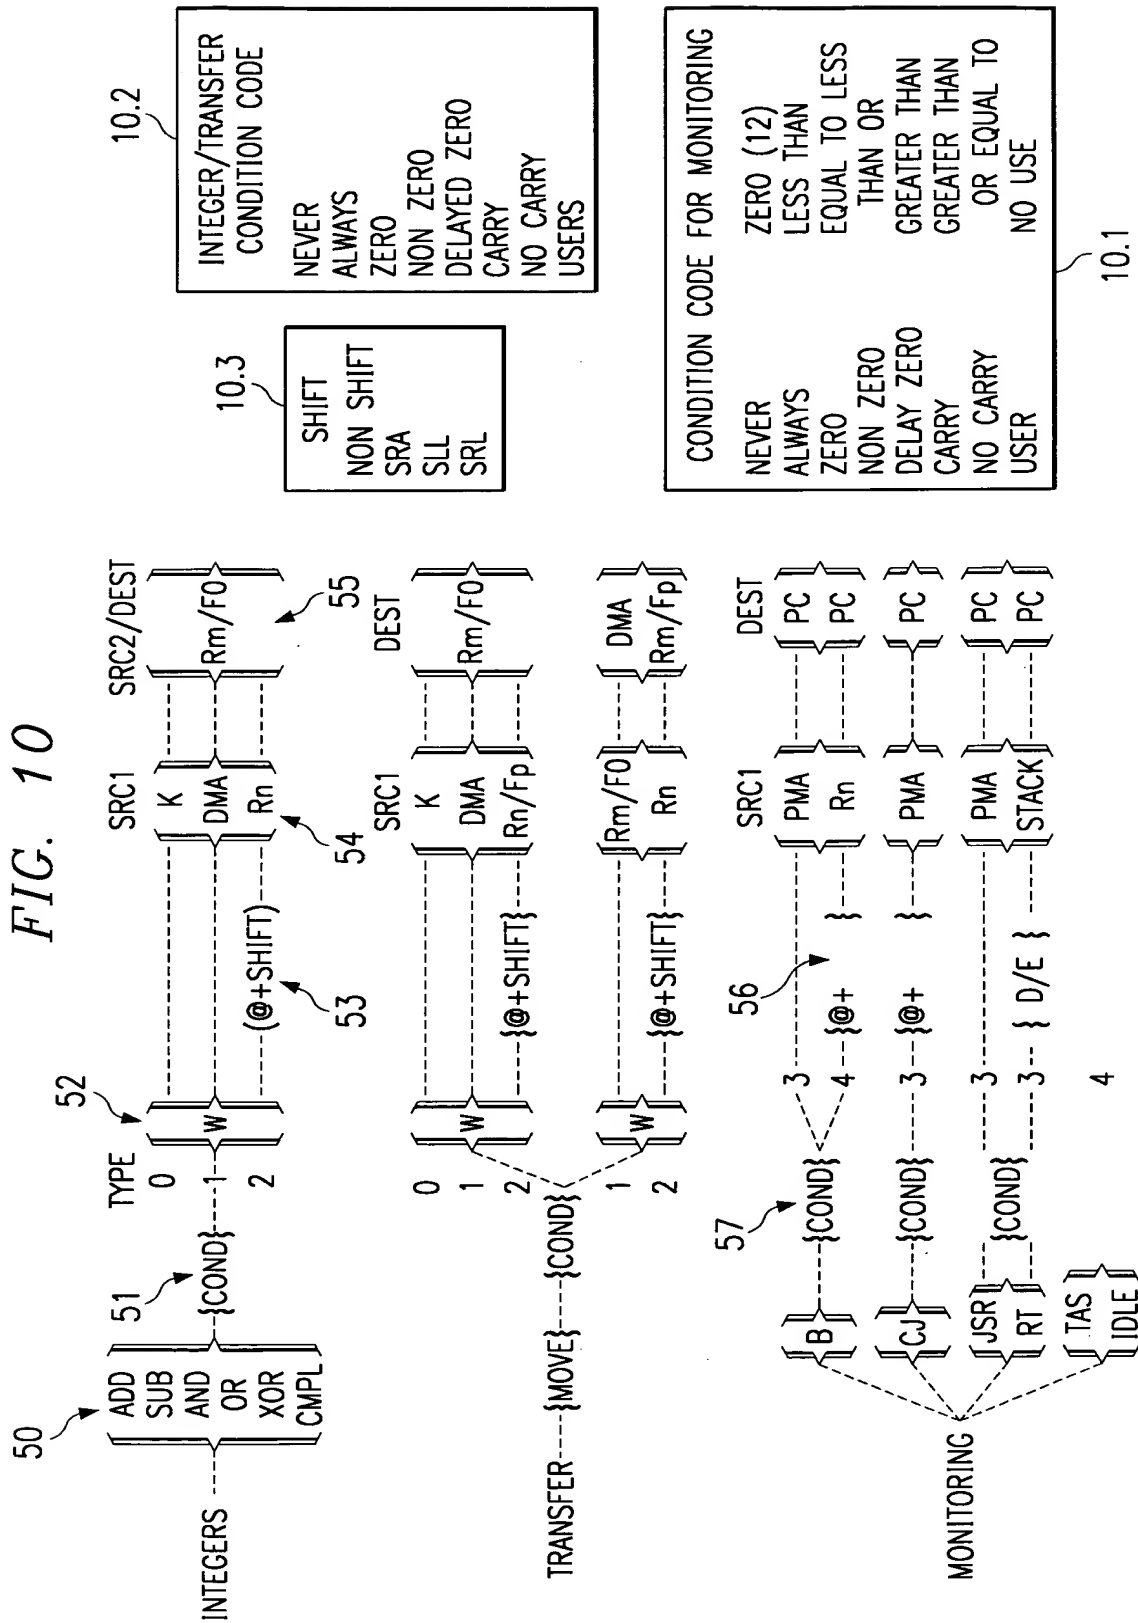 FIG. 10
50
51
52
53
54
55
TYPE
SRC1
SRC2/DEST
INTEGERS
ADD
SUB
AND
OR
XOR
CMPL
{COND}
0
1
2
W
(@+SHIFT)
K
DMA
Rn
Rm/F0
SRC1
DEST
TRANSFER
{MOVE}
{COND}
0
1
2
W
{@+SHIFT}
K
DMA
Rn/Fp
Rm/F0
1
2
W
{@+SHIFT}
Rm/F0
Rn
DMA
Rm/Fp
56
57
SRC1
DEST
MONITORING
B
{COND}
3
4
{@+ }
PMA
Rn
PC
PC
CJ
{COND}
3
{@+ }
PMA
PC
JSR
RT
{COND}
3
3
} D/E {
PMA
STACK
PC
PC
TAS
IDLE
4
10.3
SHIFT
NON SHIFT
SRA
SLL
SRL
10.2
INTEGER/TRANSFER
CONDITION CODE
NEVER
ALWAYS
ZERO
NON ZERO
DELAYED ZERO
CARRY
NO CARRY
USERS
CONDITION CODE FOR MONITORING
NEVER ZERO (12)
ALWAYS LESS THAN
ZERO EQUAL TO LESS
NON ZERO THAN OR
DELAY ZERO GREATER THAN
CARRY GREATER THAN
NO CARRY OR EQUAL TO
USER NO USE
10.1